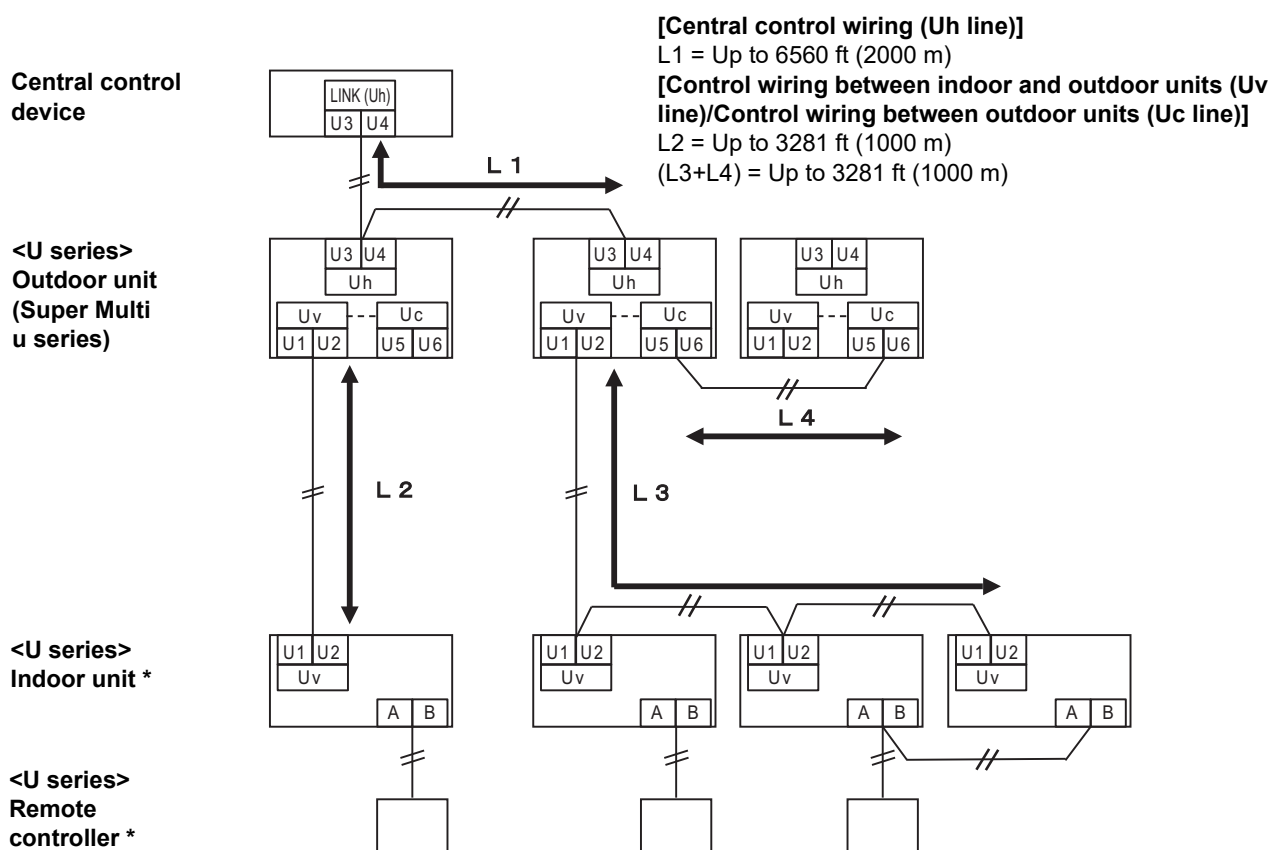 [Central control wiring (Uh line)]
L1 = Up to 6560 ft (2000 m)
[Control wiring between indoor and outdoor units (Uv
line)/Control wiring between outdoor units (Uc line)]
L2 = Up to 3281 ft (1000 m)
(L3+L4) = Up to 3281 ft (1000 m)
Central control
device
LINK (Uh)
U3 U4
L 1
<U series>
Outdoor unit
(Super Multi
u series)
U3 U4
Uh
Uv Uc
U1 U2 U5 U6
U3 U4
Uh
Uv Uc
U1 U2 U5 U6
U3 U4
Uh
Uv Uc
U1 U2 U5 U6
L 4
L 2
L 3
<U series>
Indoor unit *
U1 U2
Uv
A B
U1 U2
Uv
A B
U1 U2
Uv
A B
U1 U2
Uv
A B
<U series>
Remote
controller *